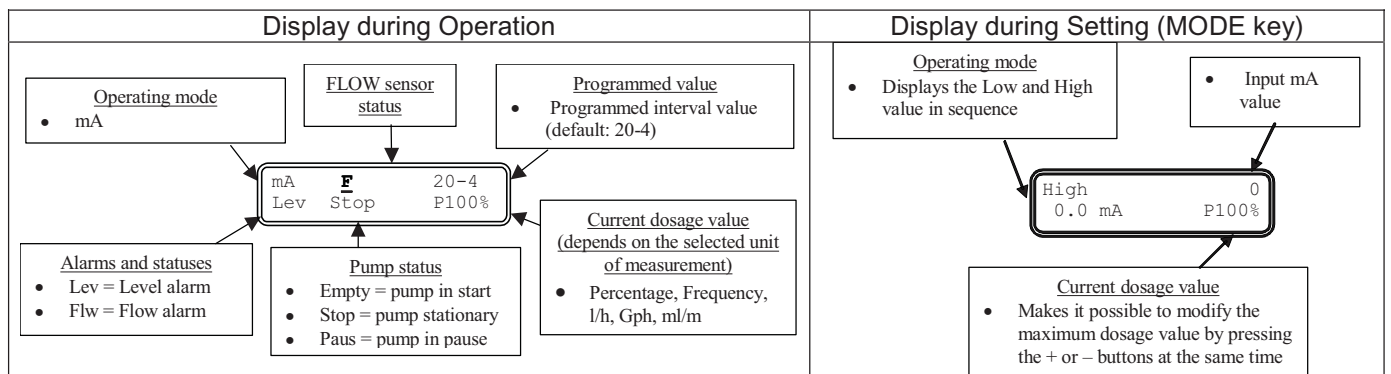 Display during Operation
Operating mode
• mA
FLOW sensor
status
Programmed value
• Programmed interval value
(default: 20-4)
mA F 20-4
Lev Stop P100%
Alarms and statuses
• Lev = Level alarm
• Flw = Flow alarm
Pump status
• Empty = pump in start
• Stop = pump stationary
• Paus = pump in pause
Current dosage value
(depends on the selected unit
of measurement)
• Percentage, Frequency,
l/h, Gph, ml/m
Display during Setting (MODE key)
Operating mode
• Displays the Low and High
value in sequence
• Input mA
value
High 0
0.0 mA P100%
Current dosage value
• Makes it possible to modify the
maximum dosage value by pressing
the + or – buttons at the same time